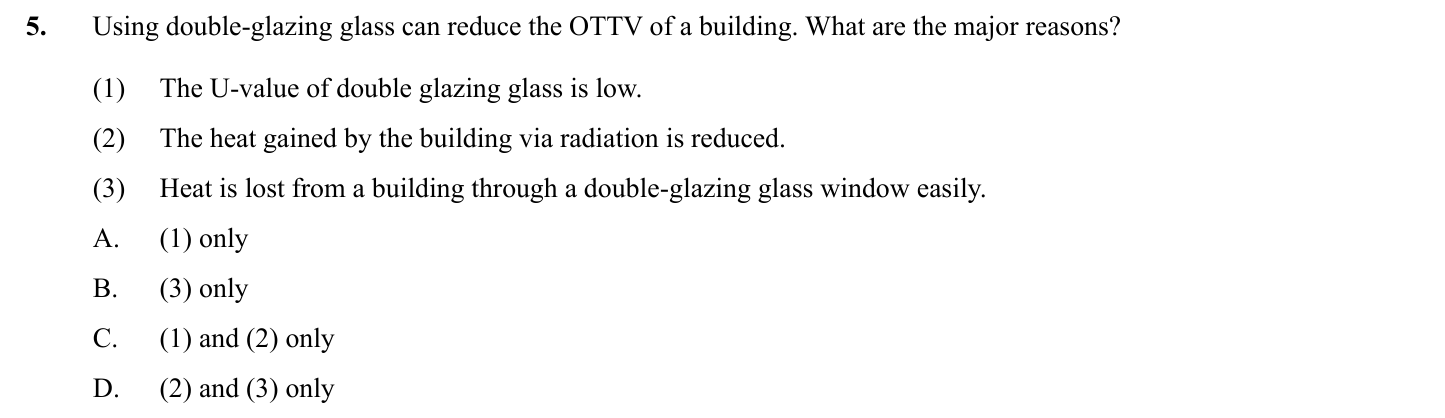 5. Using double-glazing glass can reduce the OTTV of a building. What are the major reasons?
(1) The U-value of double glazing glass is low.
(2) The heat gained by the building via radiation is reduced.
(3) Heat is lost from a building through a double-glazing glass window easily.
A. (1) only
B. (3) only
C. (1) and (2) only
D. (2) and (3) only